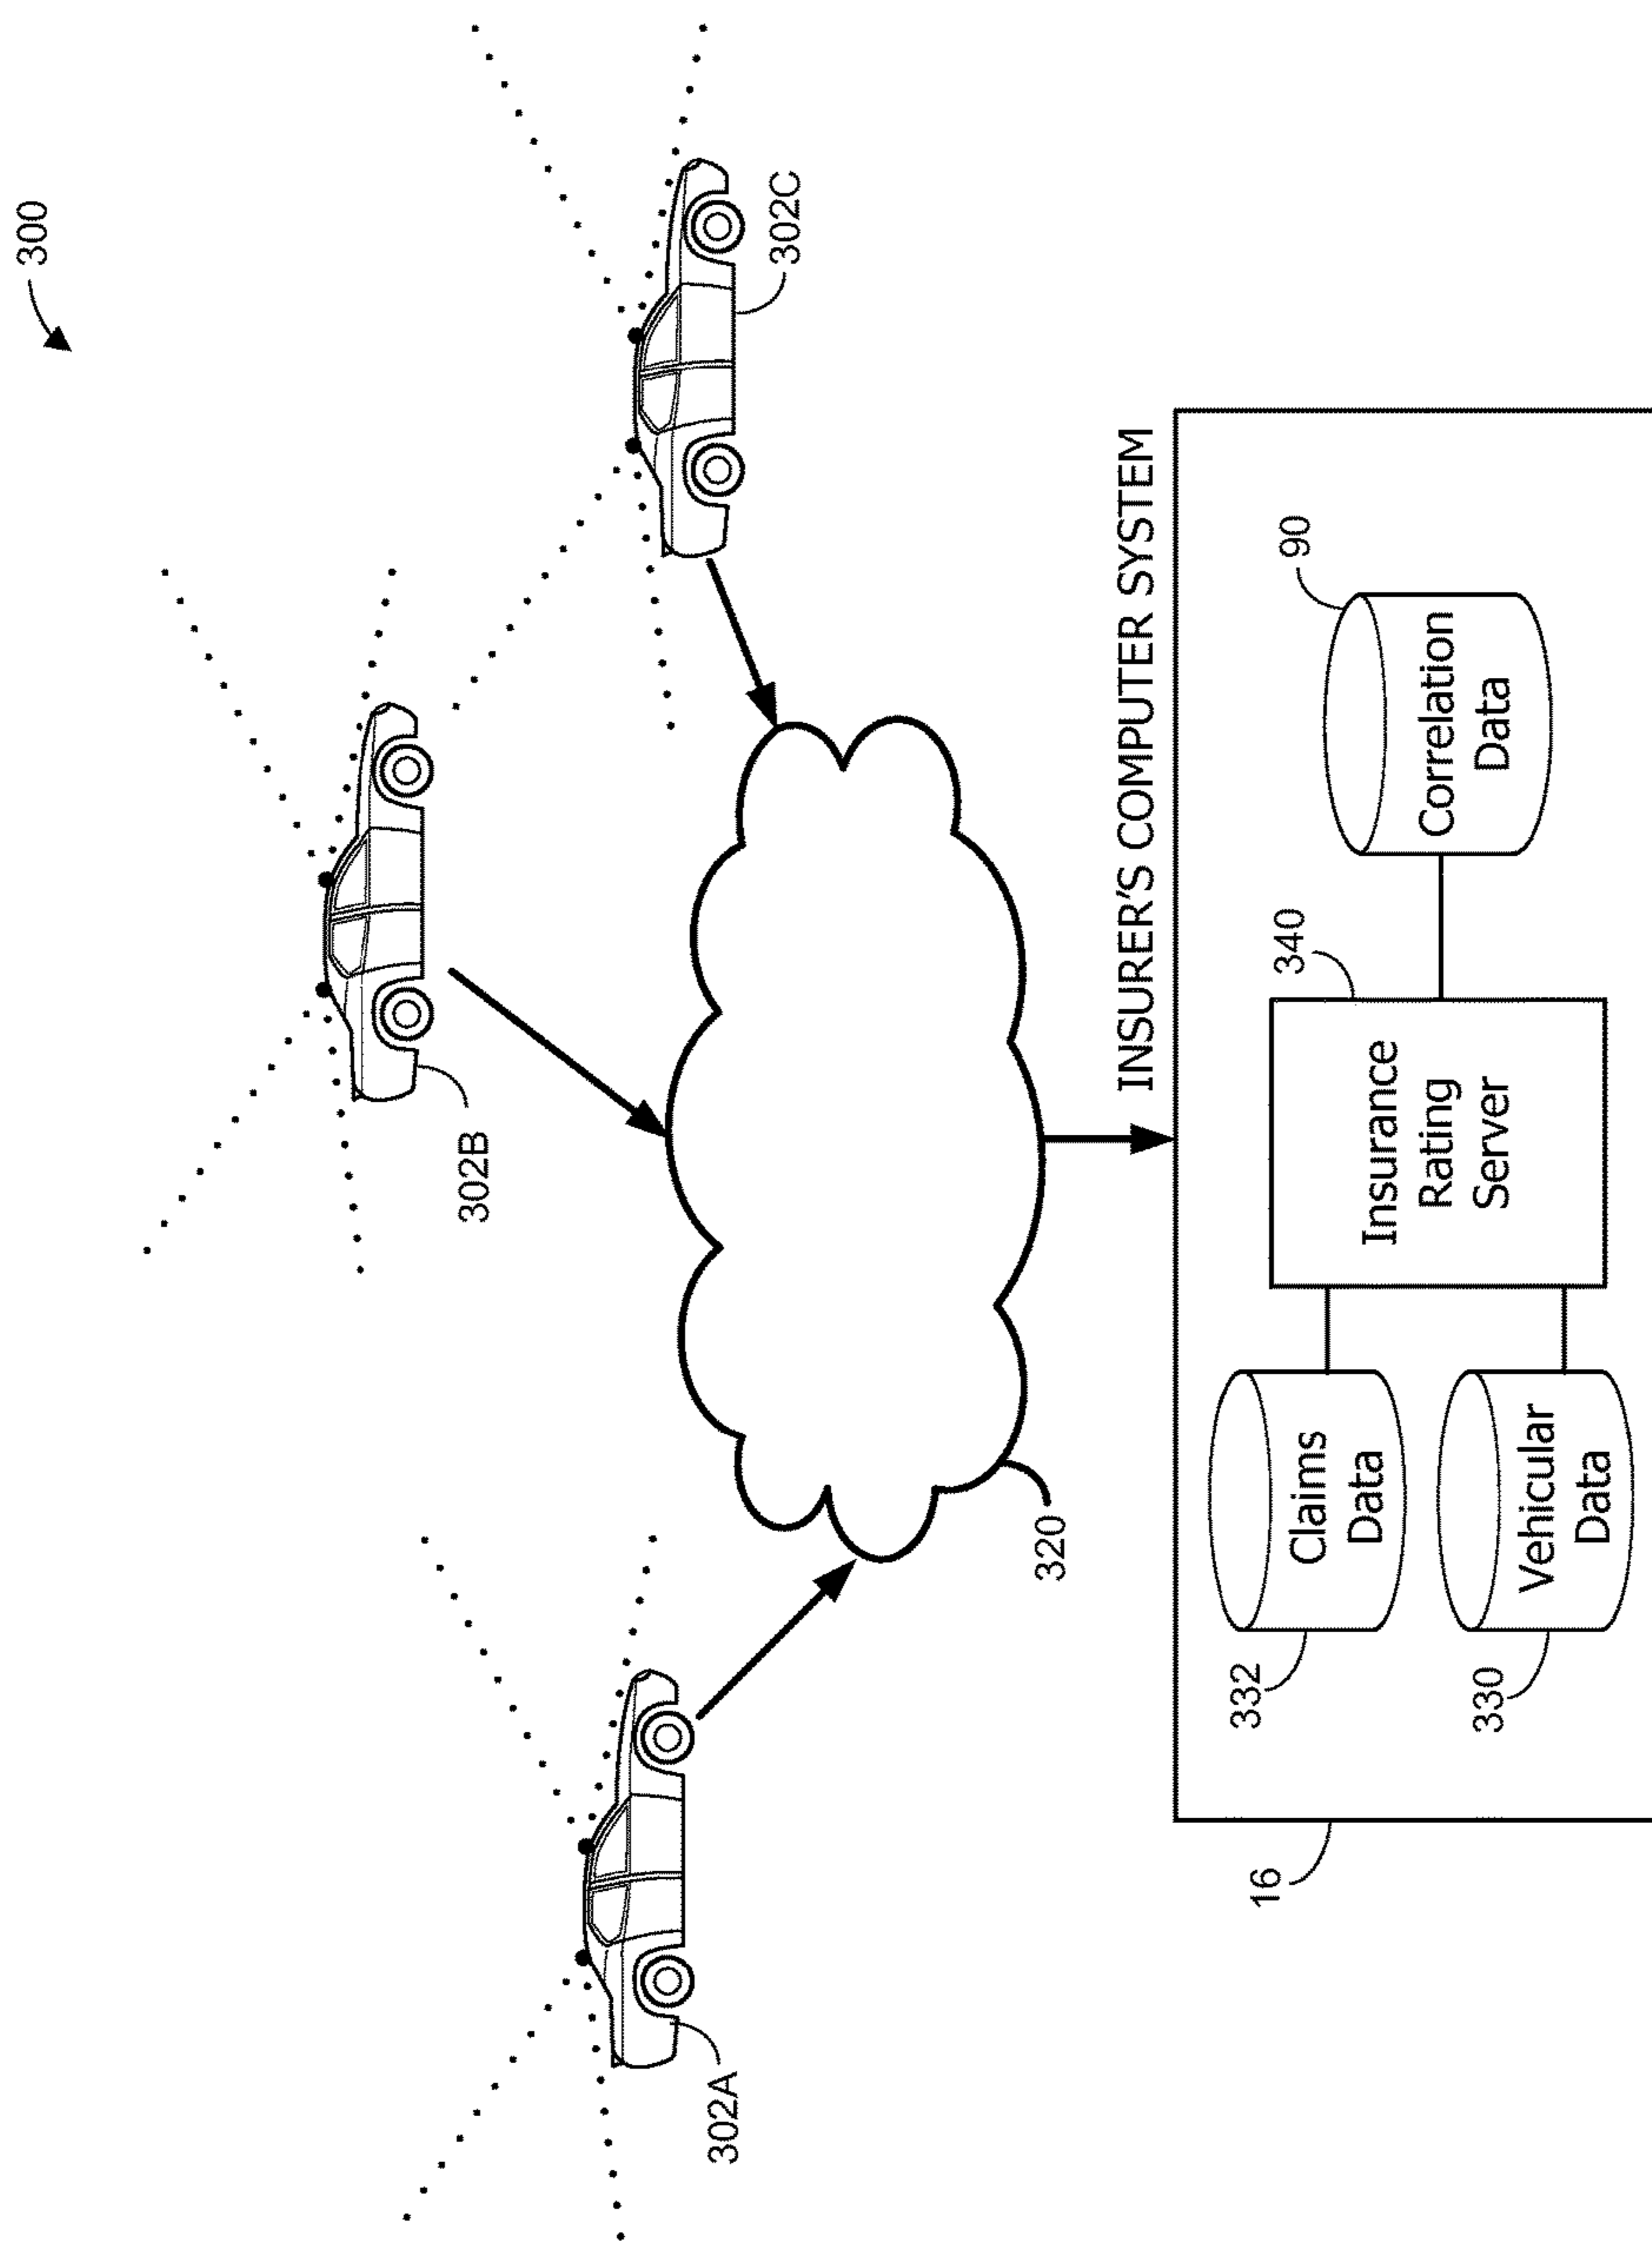 300
302B
302C
302A
320
INSURER'S COMPUTER SYSTEM
16
332
Claims
Data
330
Vehicular
Data
340
Insurance
Rating
Server
90
Correlation
Data